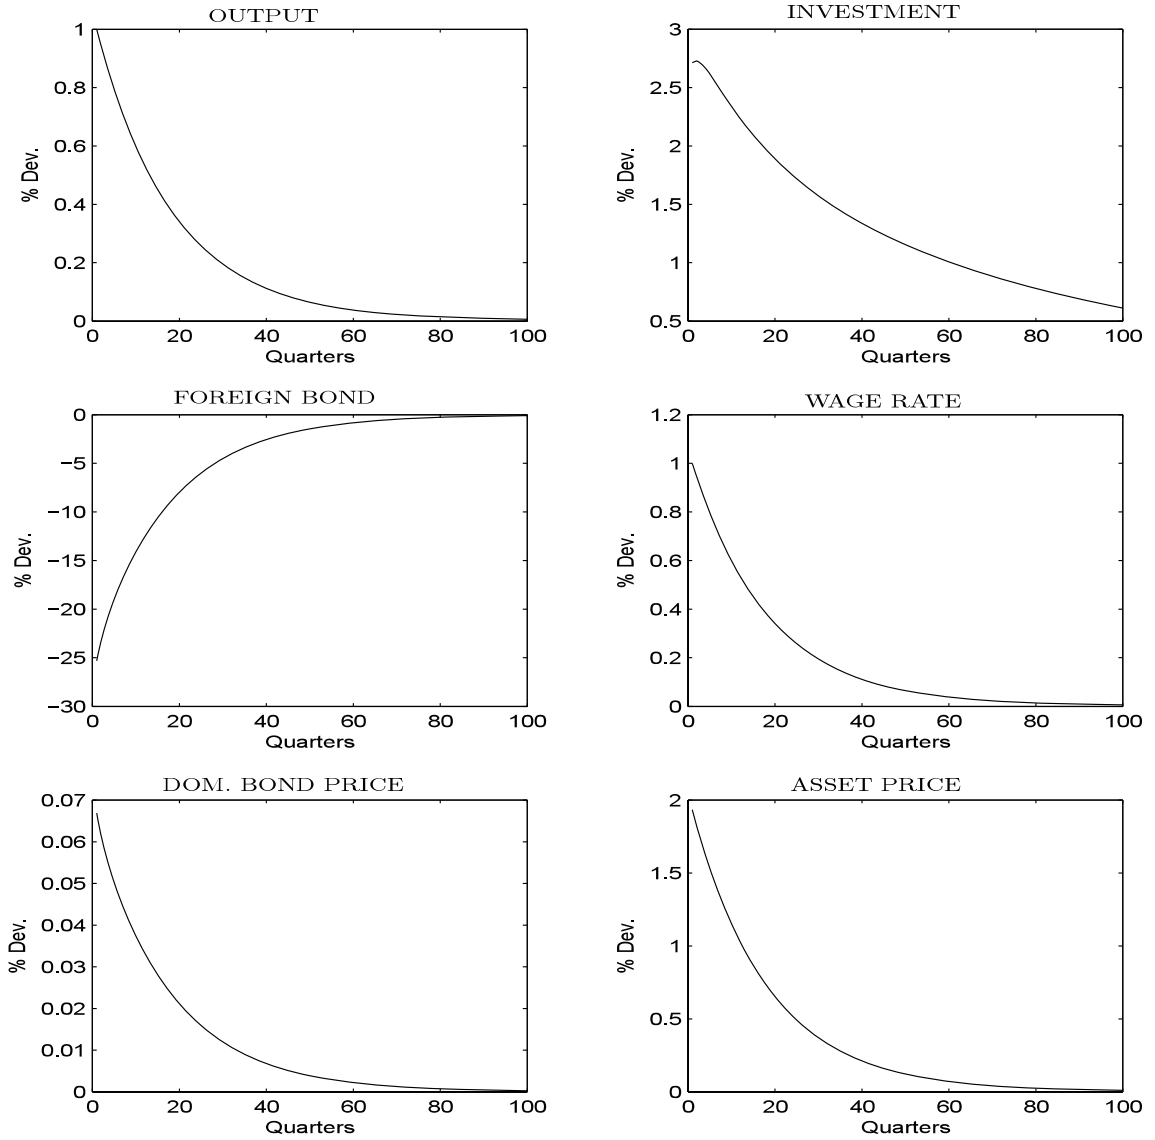 OUTPUT
1
0.8
0.6
0.4
0.2
0
% Dev.
0 20 40 60 80 100
Quarters
INVESTMENT
3
2.5
2
1.5
1
0.5
% Dev.
0 20 40 60 80 100
Quarters
FOREIGN BOND
0
−5
−10
−15
−20
−25
−30
% Dev.
0 20 40 60 80 100
Quarters
WAGE RATE
1.2
1
0.8
0.6
0.4
0.2
0
% Dev.
0 20 40 60 80 100
Quarters
DOM. BOND PRICE
0.07
0.06
0.05
0.04
0.03
0.02
0.01
0
% Dev.
0 20 40 60 80 100
Quarters
ASSET PRICE
2
1.5
1
0.5
0
% Dev.
0 20 40 60 80 100
Quarters